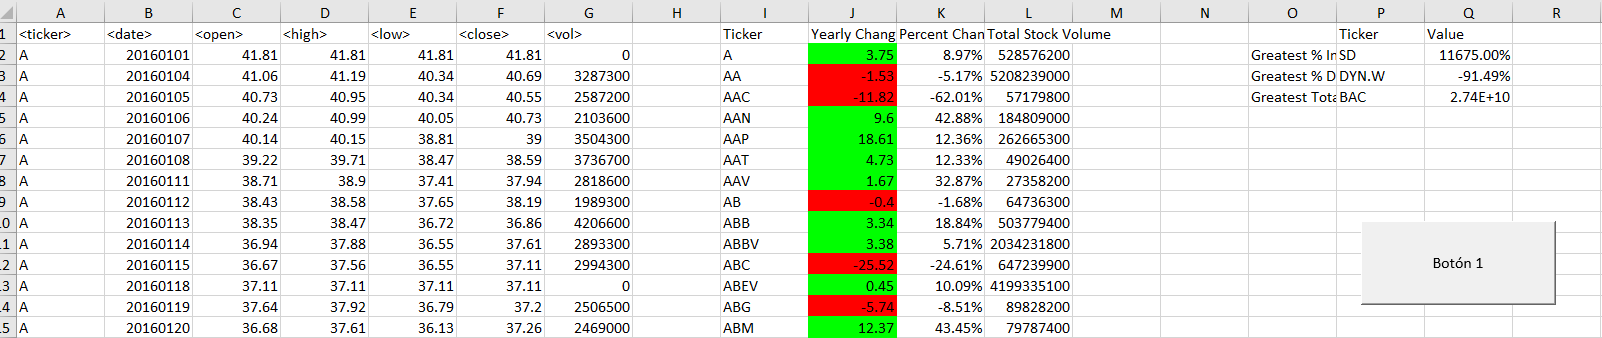 A B C D E F G H I J K L M N O P Q R
1 <ticker> <date> <open> <high> <low> <close> <vol> Ticker Yearly Chang Percent Chan Total Stock Volume Ticker Value
2 A 20160101 41.81 41.81 41.81 41.81 0 A 3.75 8.97% 528576200 Greatest % In SD 11675.00%
3 A 20160104 41.06 41.19 40.34 40.69 3287300 AA -1.53 -5.17% 5208239000 Greatest % D DYN.W -91.49%
4 A 20160105 40.73 40.95 40.34 40.55 2587200 AAC -11.82 -62.01% 57179800 Greatest Tota BAC 2.74E+10
5 A 20160106 40.24 40.99 40.05 40.73 2103600 AAN 9.6 42.88% 184809000
6 A 20160107 40.14 40.15 38.81 39 3504300 AAP 18.61 12.36% 262665300
7 A 20160108 39.22 39.71 38.47 38.59 3736700 AAT 4.73 12.33% 49026400
8 A 20160111 38.71 38.9 37.41 37.94 2818600 AAV 1.67 32.87% 27358200
9 A 20160112 38.43 38.58 37.65 38.19 1989300 AB -0.4 -1.68% 64736300
10 A 20160113 38.35 38.47 36.72 36.86 4206600 ABB 3.34 18.84% 503779400
11 A 20160114 36.94 37.88 36.55 37.61 2893300 ABBV 3.38 5.71% 2034231800
12 A 20160115 36.67 37.56 36.55 37.11 2994300 ABC -25.52 -24.61% 647239900
Botón 1
13 A 20160118 37.11 37.11 37.11 37.11 0 ABEV 0.45 10.09% 4199335100
14 A 20160119 37.64 37.92 36.79 37.2 2506500 ABG -5.74 -8.51% 89828200
15 A 20160120 36.68 37.61 36.13 37.26 2469000 ABM 12.37 43.45% 79787400